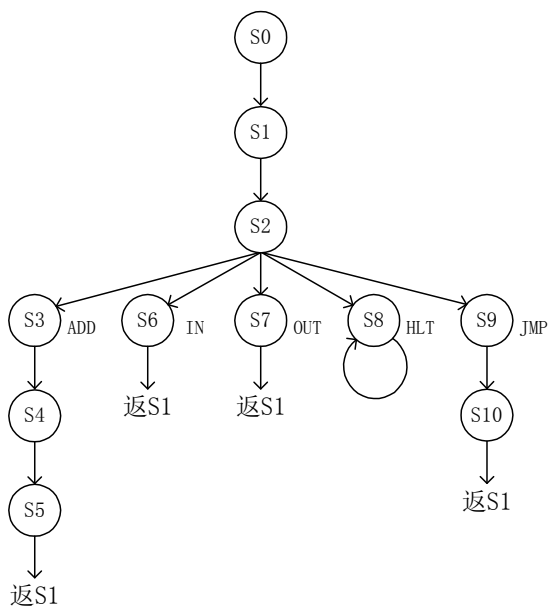 S0
S1
S2
S3 ADD S6 IN S7 OUT S8 HLT S9 JMP
S4 返S1 返S1 S10
S5 返S1
返S1